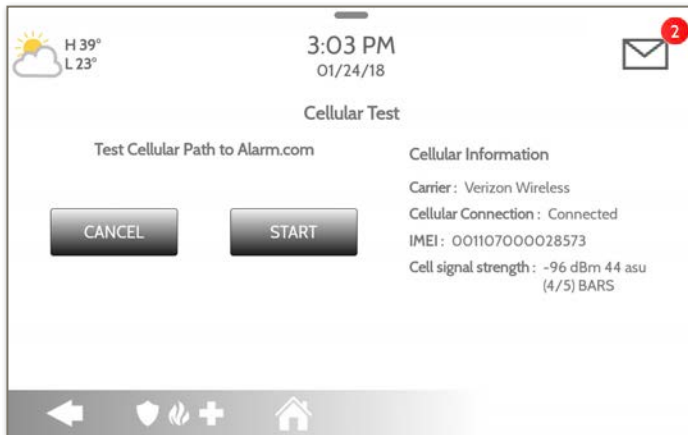 H 39°
L 23°
3:03 PM
01/24/18
2
Cellular Test
Test Cellular Path to Alarm.com
CANCEL
START
Cellular Information
Carrier : Verizon Wireless
Cellular Connection : Connected
IMEI : 001107000028573
Cell signal strength : -96 dBm 44 asu
(4/5) BARS